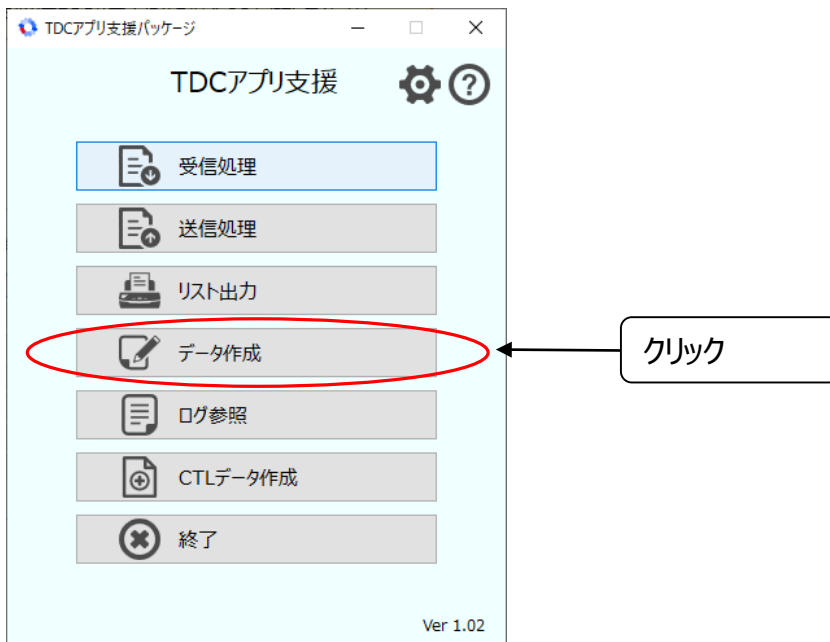 TDCアプリ支援パッケージ
TDCアプリ支援
受信処理
送信処理
リスト出力
データ作成
クリック
ログ参照
CTLデータ作成
終了
Ver 1.02